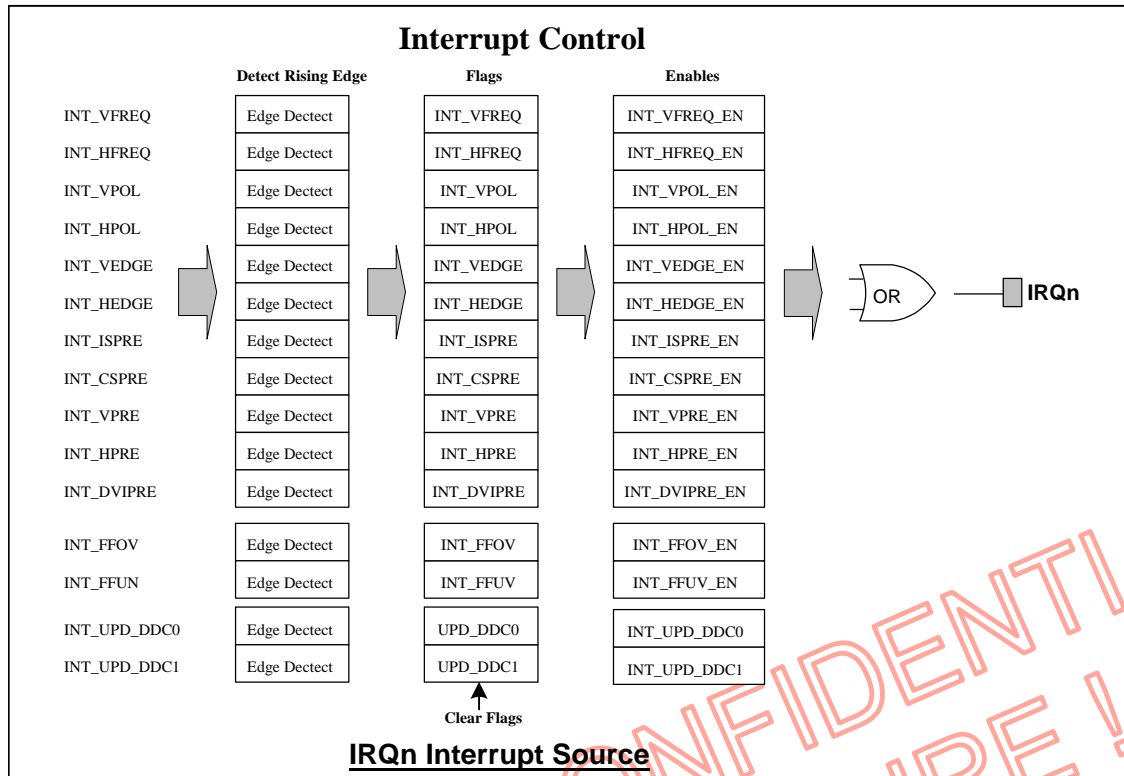 Interrupt Control
Detect Rising Edge Flags Enables
INT_VFREQ Edge Dectect INT_VFREQ INT_VFREQ_EN
INT_HFREQ Edge Dectect INT_HFREQ INT_HFREQ_EN
INT_VPOL Edge Dectect INT_VPOL INT_VPOL_EN
INT_HPOL Edge Dectect INT_HPOL INT_HPOL_EN
INT_VEDGE Edge Dectect INT_VEDGE INT_VEDGE_EN
OR IRQn
INT_HEDGE Edge Dectect INT_HEDGE INT_HEDGE_EN
INT_ISPRE Edge Dectect INT_ISPRE INT_ISPRE_EN
INT_CSPRE Edge Dectect INT_CSPRE INT_CSPRE_EN
INT_VPRE Edge Dectect INT_VPRE INT_VPRE_EN
INT_HPRE Edge Dectect INT_HPRE INT_HPRE_EN
INT_DVIPRE Edge Dectect INT_DVIPRE INT_DVIPRE_EN
INT_FFOV Edge Dectect INT_FFOV INT_FFOV_EN
INT_FFUN Edge Dectect INT_FFUV INT_FFUV_EN
INT_UPD_DDC0 Edge Dectect UPD_DDC0 INT_UPD_DDC0
INT_UPD_DDC1 Edge Dectect UPD_DDC1 INT_UPD_DDC1
Clear Flags
IRQn Interrupt Source